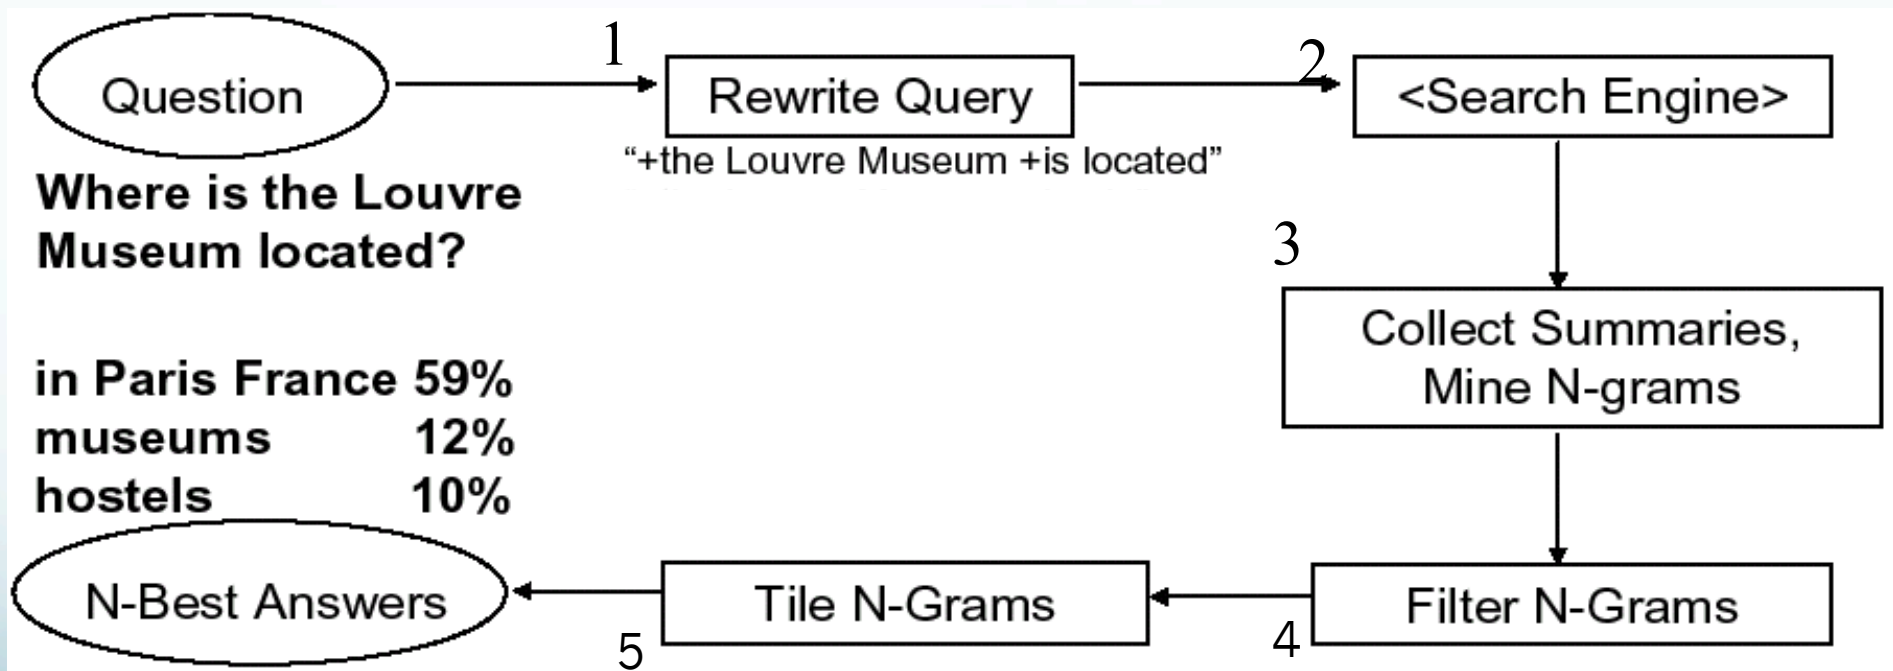 Question
1
Rewrite Query
2
<Search Engine>
“+the Louvre Museum +is located”
Where is the Louvre
Museum located?
3
Collect Summaries,
Mine N-grams
in Paris France 59%
museums 12%
hostels 10%
N-Best Answers
5
Tile N-Grams
4
Filter N-Grams